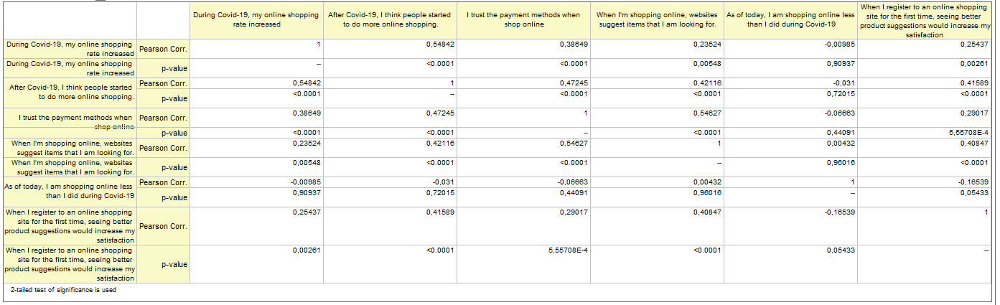 During Covid-19, my online shopping rate increased	After Covid-19, I think people started to do more online shopping.	I trust the payment methods when shop online	When I'm shopping online, websites suggest items that I am looking for.	As of today, I am shopping online less than I did during Covid-19	When I register to an online shopping site for the first time, seeing better product suggestions would increase my satisfaction
During Covid-19, my online shopping rate increased	Pearson Corr.	1	0,54842	0,38649	0,23524	-0,00985	0,25437
During Covid-19, my online shopping rate increased	p-value	--	<0.0001	<0.0001	0,00548	0,90937	0,00261
After Covid-19, I think people started to do more online shopping.	Pearson Corr.	0,54842	1	0,47245	0,42116	-0,031	0,41589
p-value	<0.0001	--	<0.0001	<0.0001	0,72015	<0.0001
I trust the payment methods when shop online	Pearson Corr.	0,38649	0,47245	1	0,54627	-0,06663	0,29017
p-value	<0.0001	<0.0001	--	<0.0001	0,44091	5,55708E-4
When I'm shopping online, websites suggest items that I am looking for.	Pearson Corr.	0,23524	0,42116	0,54627	1	0,00432	0,40847
When I'm shopping online, websites suggest items that I am looking for.	p-value	0,00548	<0.0001	<0.0001	--	0,96016	<0.0001
As of today, I am shopping online less than I did during Covid-19	Pearson Corr.	-0,00985	-0,031	-0,06663	0,00432	1	-0,16539
p-value	0,90937	0,72015	0,44091	0,96016	--	0,05433
When I register to an online shopping site for the first time, seeing better product suggestions would increase my satisfaction	Pearson Corr.	0,25437	0,41589	0,29017	0,40847	-0,16539	1
When I register to an online shopping site for the first time, seeing better product suggestions would increase my satisfaction	p-value	0,00261	<0.0001	5,55708E-4	<0.0001	0,05433	--
2-tailed test of significance is used